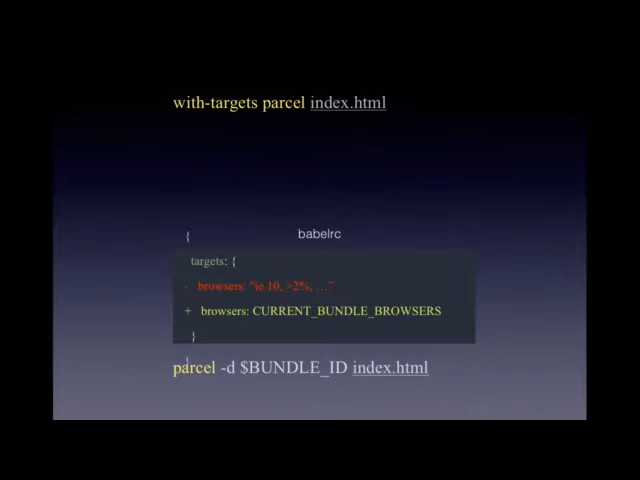 with-targets parcel index.html
{
babelrc
targets: {
- browsers: "ie 10, >2%, …"
+ browsers: CURRENT_BUNDLE_BROWSERS
}
}
parcel -d $BUNDLE_ID index.html